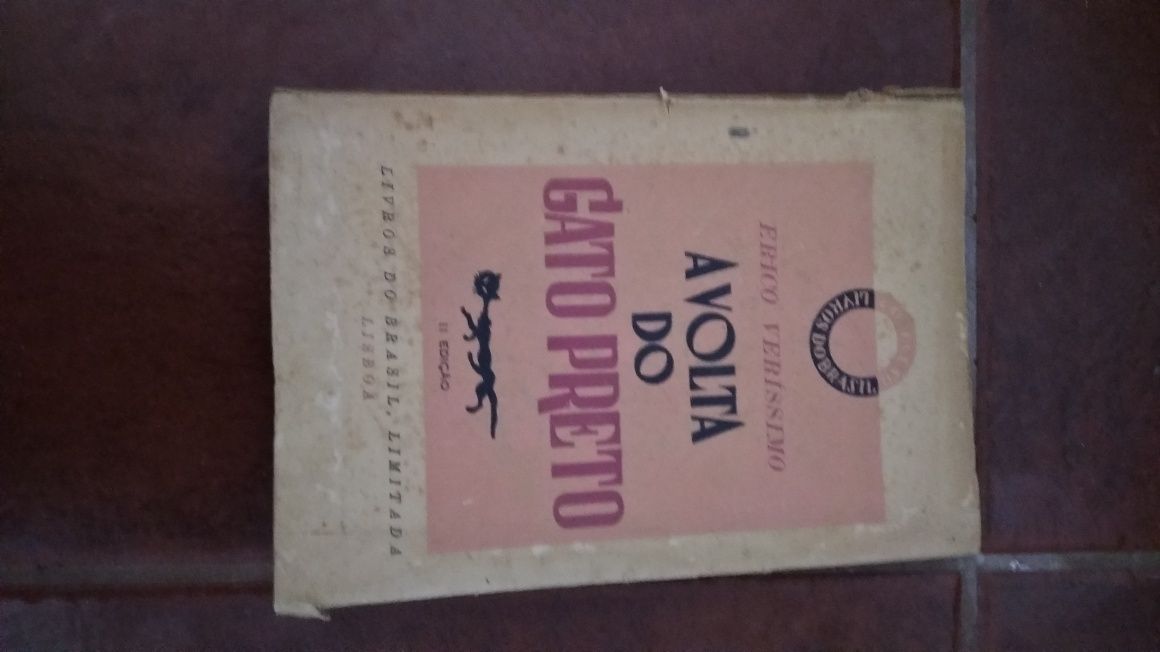 LIVROS DO BRASIL
ERICO VERÍSSIMO
A VOLTA
DO
GATO PRETO
II EDIÇÃO
LIVROS DO BRASIL, LIMITADA
LISBOA